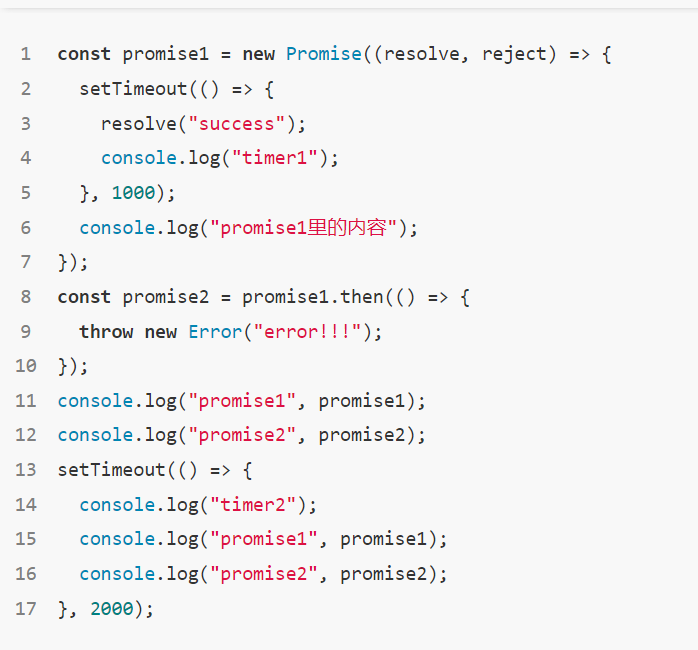 1 const promise1 = new Promise((resolve, reject) => {
2   setTimeout(() => {
3     resolve("success");
4     console.log("timer1");
5   }, 1000);
6   console.log("promise1里的内容");
7 });
8 const promise2 = promise1.then(() => {
9   throw new Error("error!!!");
10 });
11 console.log("promise1", promise1);
12 console.log("promise2", promise2);
13 setTimeout(() => {
14   console.log("timer2");
15   console.log("promise1", promise1);
16   console.log("promise2", promise2);
17 }, 2000);